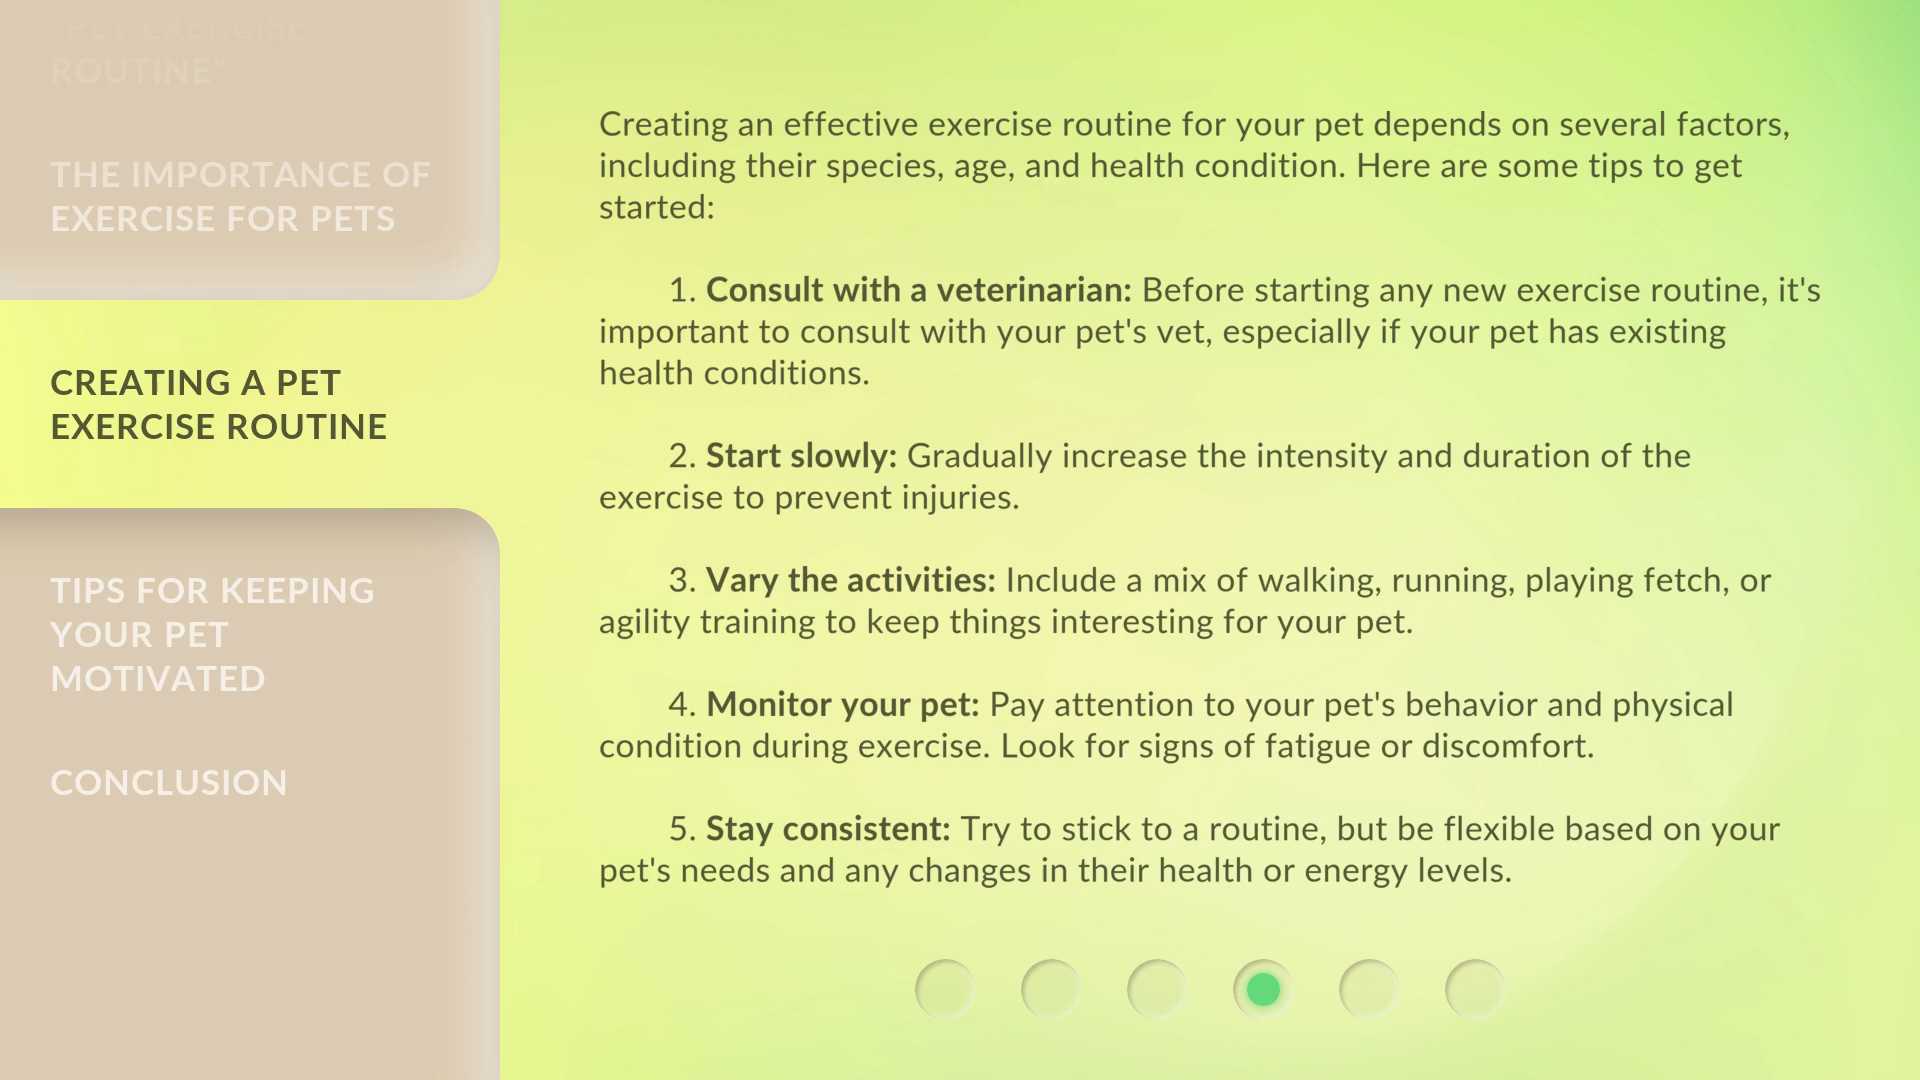 "PET EXERCISE
ROUTINE"
THE IMPORTANCE OF
EXERCISE FOR PETS
CREATING A PET
EXERCISE ROUTINE
TIPS FOR KEEPING
YOUR PET
MOTIVATED
CONCLUSION
Creating an effective exercise routine for your pet depends on several factors,
including their species, age, and health condition. Here are some tips to get
started:
1. Consult with a veterinarian: Before starting any new exercise routine, it's
important to consult with your pet's vet, especially if your pet has existing
health conditions.
2. Start slowly: Gradually increase the intensity and duration of the
exercise to prevent injuries.
3. Vary the activities: Include a mix of walking, running, playing fetch, or
agility training to keep things interesting for your pet.
4. Monitor your pet: Pay attention to your pet's behavior and physical
condition during exercise. Look for signs of fatigue or discomfort.
5. Stay consistent: Try to stick to a routine, but be flexible based on your
pet's needs and any changes in their health or energy levels.